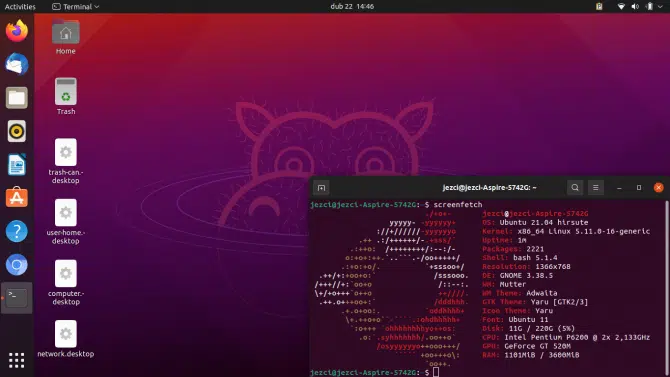 Activities
Terminal
dub 22 14:46
Home
Trash
trash-can.-
desktop
user-home.-
desktop
computer.-
desktop
network.desktop
jezci@jezci-Aspire-5742G: ~
jezci@jezci-Aspire-5742G:~$ screenfetch
jezci@jezci-Aspire-5742G
OS: Ubuntu 21.04 hirsute
Kernel: x86_64 Linux 5.11.0-16-generic
Uptime: 1M
Packages: 2221
Shell: bash 5.1.4
Resolution: 1366x768
DE: GNOME 3.38.5
WM: Mutter
WM Theme: Adwaita
GTK Theme: Yaru [GTK2/3]
Icon Theme: Yaru
Font: Ubuntu 11
Disk: 11G / 220G (5%)
CPU: Intel Pentium P6200 @ 2x 2,133GHz
GPU: GeForce GT 520M
RAM: 1101MiB / 3600MiB
jezci@jezci-Aspire-5742G:~$